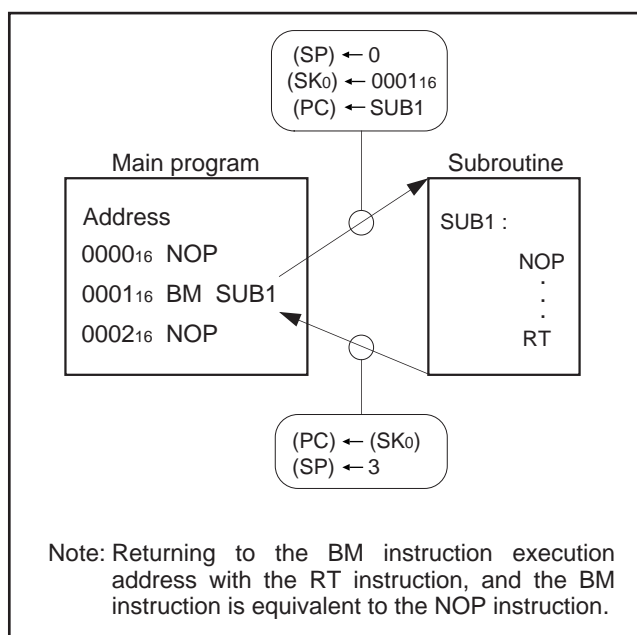 (SP) ← 0
(SK0) ← 000116
(PC) ← SUB1
Main program
Subroutine
Address
000016 NOP
000116 BM SUB1
000216 NOP
SUB1 :
NOP
·
·
·
RT
(PC) ← (SK0)
(SP) ← 3
Note: Returning to the BM instruction execution
address with the RT instruction, and the BM
instruction is equivalent to the NOP instruction.